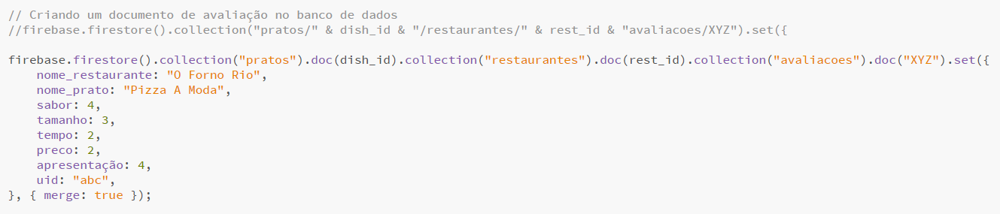 // Criando um documento de avaliação no banco de dados
//firebase.firestore().collection("pratos/" & dish_id & "/restaurantes/" & rest_id & "avaliacoes/XYZ").set({
firebase.firestore().collection("pratos").doc(dish_id).collection("restaurantes").doc(rest_id).collection("avaliacoes").doc("XYZ").set({
    nome_restaurante: "O Forno Rio",
    nome_prato: "Pizza A Moda",
    sabor: 4,
    tamanho: 3,
    tempo: 2,
    preco: 2,
    apresentação: 4,
    uid: "abc",
}, { merge: true });